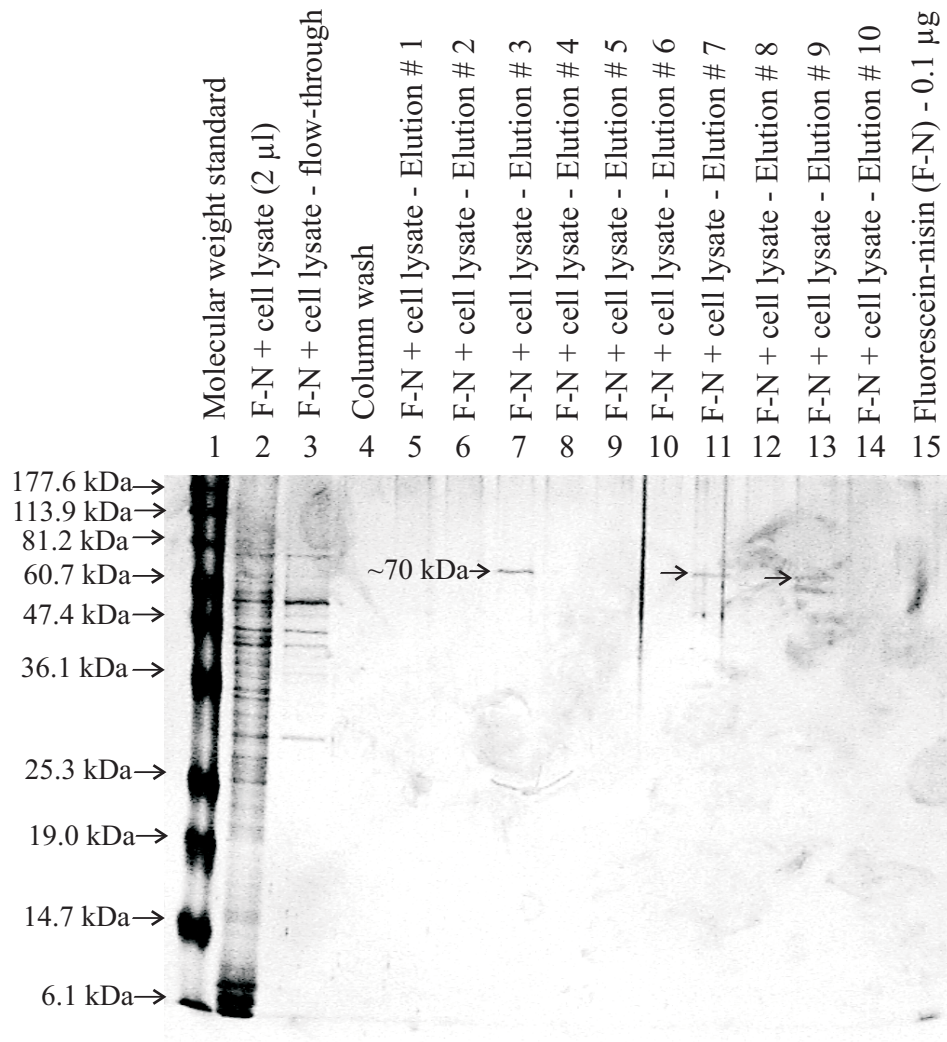 Molecular weight standard
F-N + cell lysate (2 µl)
F-N + cell lysate - flow-through
Column wash
F-N + cell lysate - Elution # 1
F-N + cell lysate - Elution # 2
F-N + cell lysate - Elution # 3
F-N + cell lysate - Elution # 4
F-N + cell lysate - Elution # 5
F-N + cell lysate - Elution # 6
F-N + cell lysate - Elution # 7
F-N + cell lysate - Elution # 8
F-N + cell lysate - Elution # 9
F-N + cell lysate - Elution # 10
Fluorescein-nisin (F-N) - 0.1 µg
1 2 3 4 5 6 7 8 9 10 11 12 13 14 15
177.6 kDa
113.9 kDa
81.2 kDa
60.7 kDa
~70 kDa
47.4 kDa
36.1 kDa
25.3 kDa
19.0 kDa
14.7 kDa
6.1 kDa